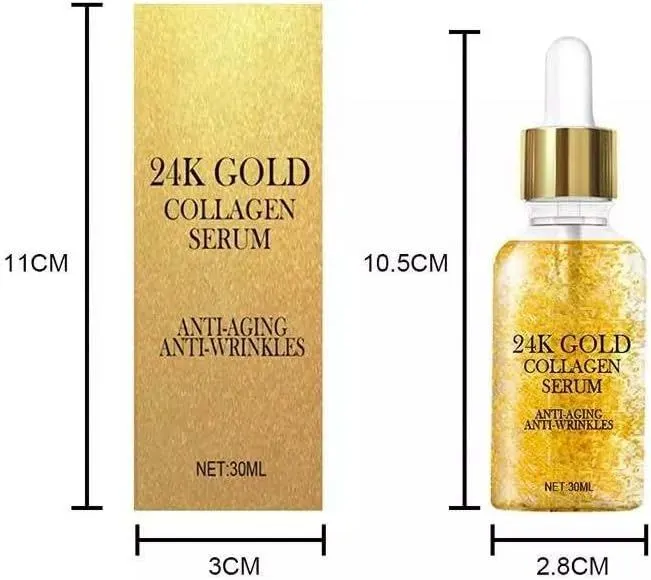 24K GOLD
COLLAGEN
SERUM
ANTI-AGING
ANTI-WRINKLES
NET:30ML
11CM
3CM
10.5CM
24K GOLD
COLLAGEN
SERUM
ANTI-AGING
ANTI-WRINKLES
NET:30ML
2.8CM